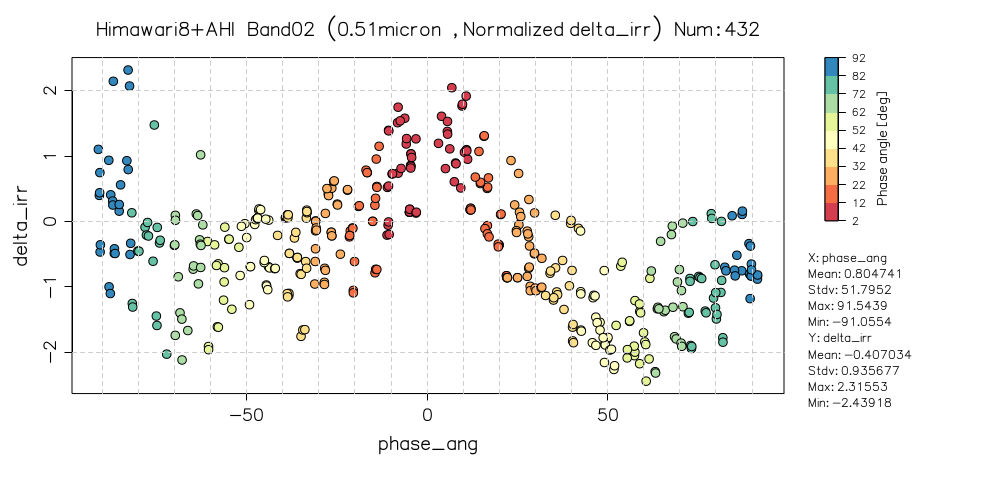 Himawari8+AHI Band02 (0.51micron ,Normalized delta_irr) Num:432
delta_irr
2
1
0
−1
−2
−50
0
50
phase_ang
92
82
72
62
52
42
32
22
12
2
Phase angle [deg]
X: phase_ang
Mean: 0.804741
Stdv: 51.7952
Max: 91.5439
Min: −91.0554
Y: delta_irr
Mean: −0.407034
Stdv: 0.935677
Max: 2.31553
Min: −2.43918